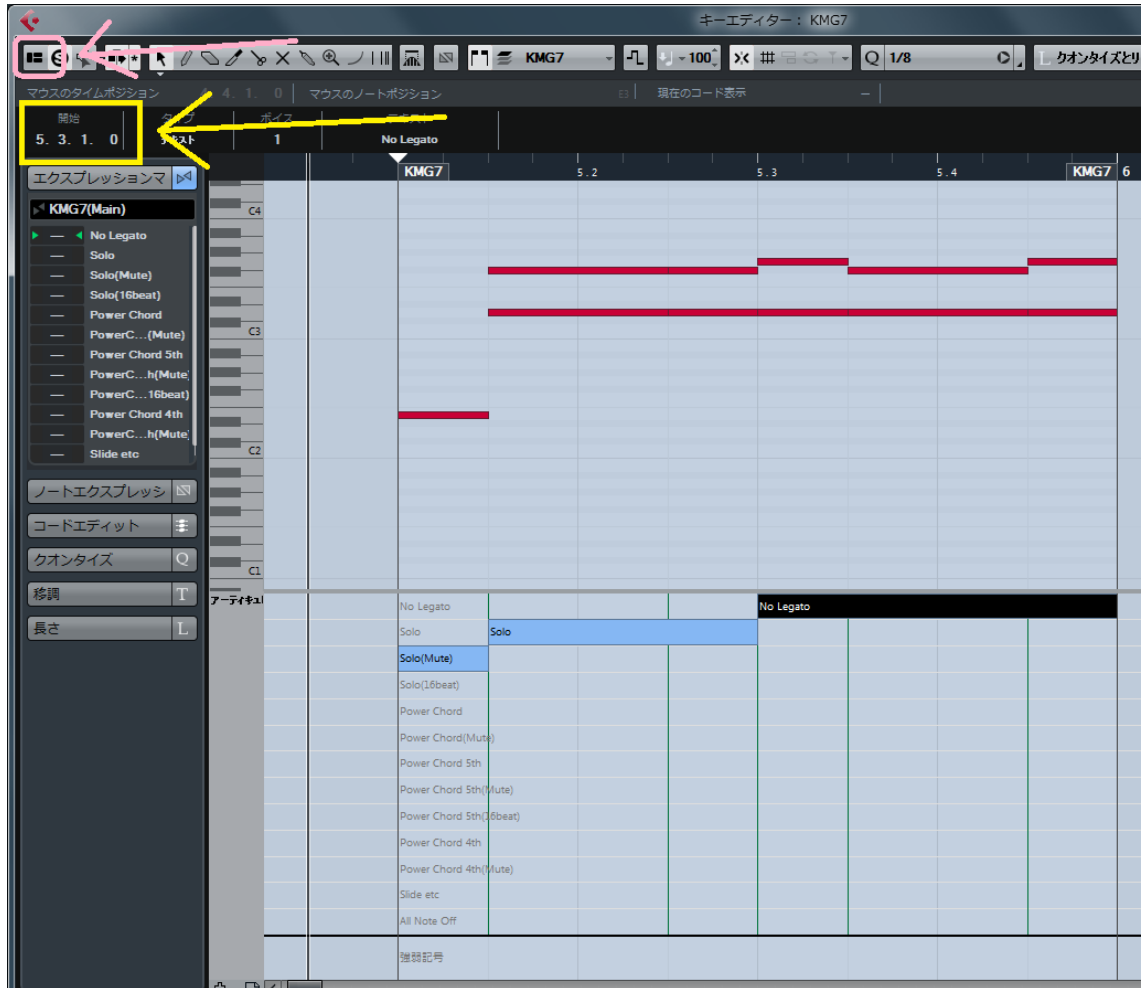 キーエディター： KMG7
KMG7 100 Q 1/8 L クオンタイズとリ
マウスのタイムポジション 4. 1. 0 マウスのノートポジション 現在のコード表示 –
開始 ボイス
5. 3. 1. 0 1 No Legato
KMG7 5.2 5.3 5.4 KMG7 6
エクスプレッションマ
KMG7(Main)
No Legato
Solo
Solo(Mute)
Solo(16beat)
Power Chord
PowerC...(Mute)
Power Chord 5th
PowerC...h(Mute
PowerC...16beat)
Power Chord 4th
PowerC...h(Mute
Slide etc
ノートエクスプレッシ
コードエディット
クオンタイズ Q
移調 T
長さ L
C4
C3
C2
C1
アーティキュ
No Legato No Legato
Solo Solo
Solo(Mute)
Solo(16beat)
Power Chord
Power Chord(Mute)
Power Chord 5th
Power Chord 5th(Mute)
Power Chord 5th(16beat)
Power Chord 4th
Power Chord 4th(Mute)
Slide etc
All Note Off
強弱記号